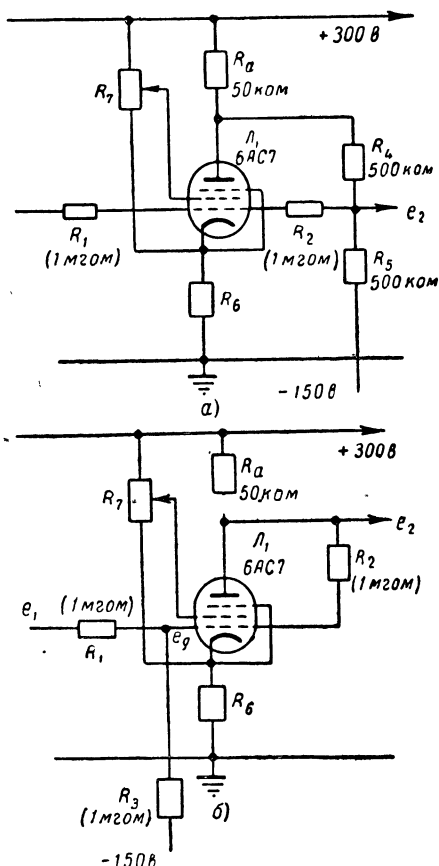 +300 в
Rа
50 ком
R7
Л1
6АС7
R4
500 ком
R1
(1 мгом)
R2
(1 мгом)
e2
R5
500 ком
R6
-150 в
а)
+300 в
Rа
50 ком
R7
Л1
6АС7
e2
R2
(1 мгом)
e1
(1 мгом)
R1
eg
R6
R3
(1 мгом)
б)
-150 в